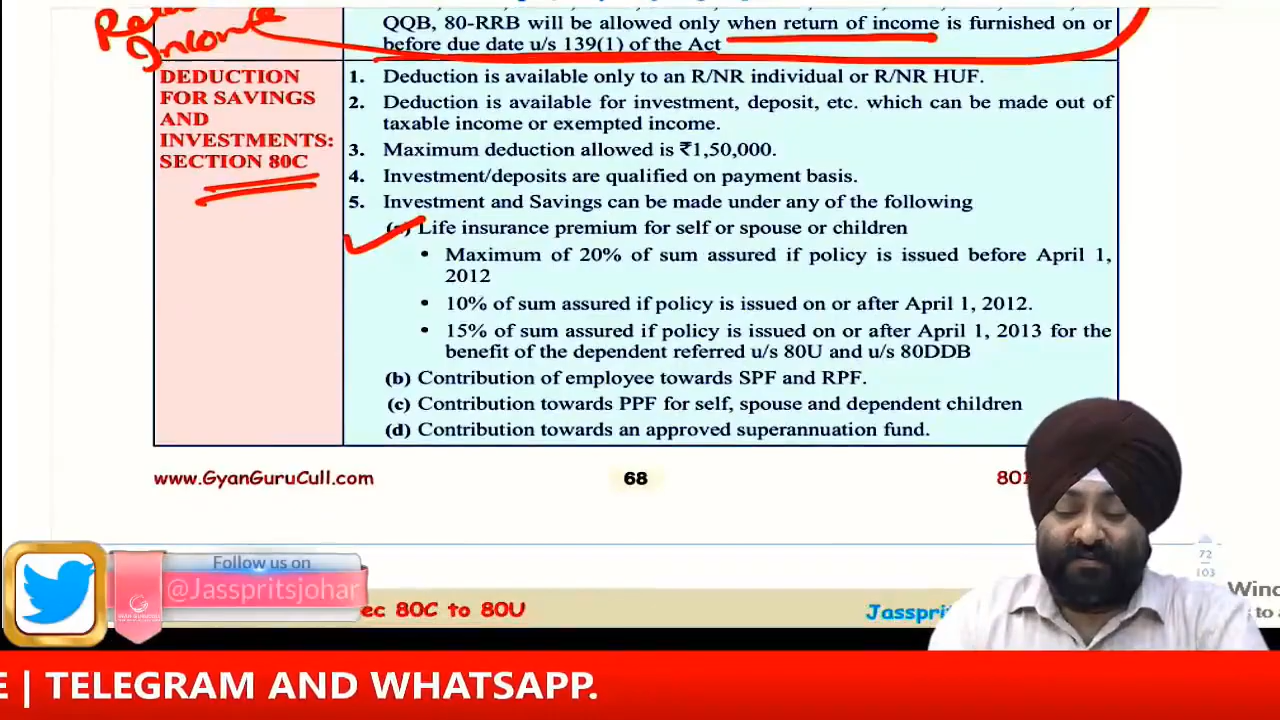 QQB, 80-RRB will be allowed only when return of income is furnished on or
before due date u/s 139(1) of the Act
Income
DEDUCTION
FOR SAVINGS
AND
INVESTMENTS:
SECTION 80C
1. Deduction is available only to an R/NR individual or R/NR HUF.
2. Deduction is available for investment, deposit, etc. which can be made out of
taxable income or exempted income.
3. Maximum deduction allowed is ₹1,50,000.
4. Investment/deposits are qualified on payment basis.
5. Investment and Savings can be made under any of the following
Life insurance premium for self or spouse or children
• Maximum of 20% of sum assured if policy is issued before April 1,
2012
• 10% of sum assured if policy is issued on or after April 1, 2012.
• 15% of sum assured if policy is issued on or after April 1, 2013 for the
benefit of the dependent referred u/s 80U and u/s 80DDB
(b) Contribution of employee towards SPF and RPF.
(c) Contribution towards PPF for self, spouse and dependent children
(d) Contribution towards an approved superannuation fund.
www.GyanGuruCull.com
68
801
72
103
Follow us on
@Jasspritsjohar
ec 80C to 80U
Jasspri
Wind
s to a
E | TELEGRAM AND WHATSAPP.